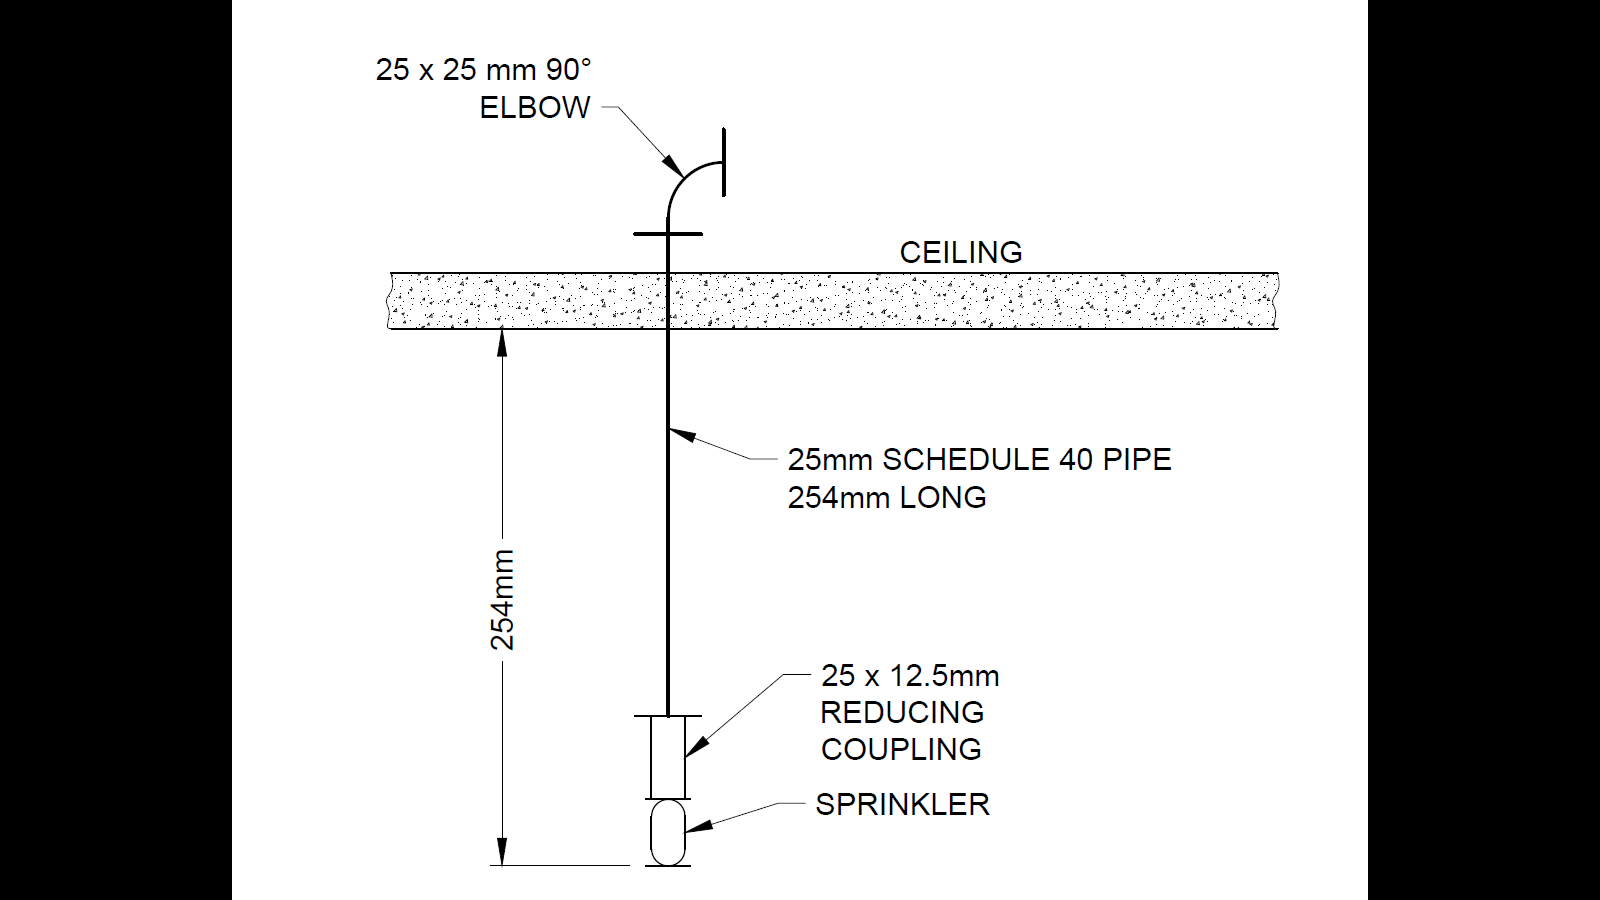 25 x 25 mm 90°
ELBOW
CEILING
25mm SCHEDULE 40 PIPE
254mm LONG
254mm
25 x 12.5mm
REDUCING
COUPLING
SPRINKLER